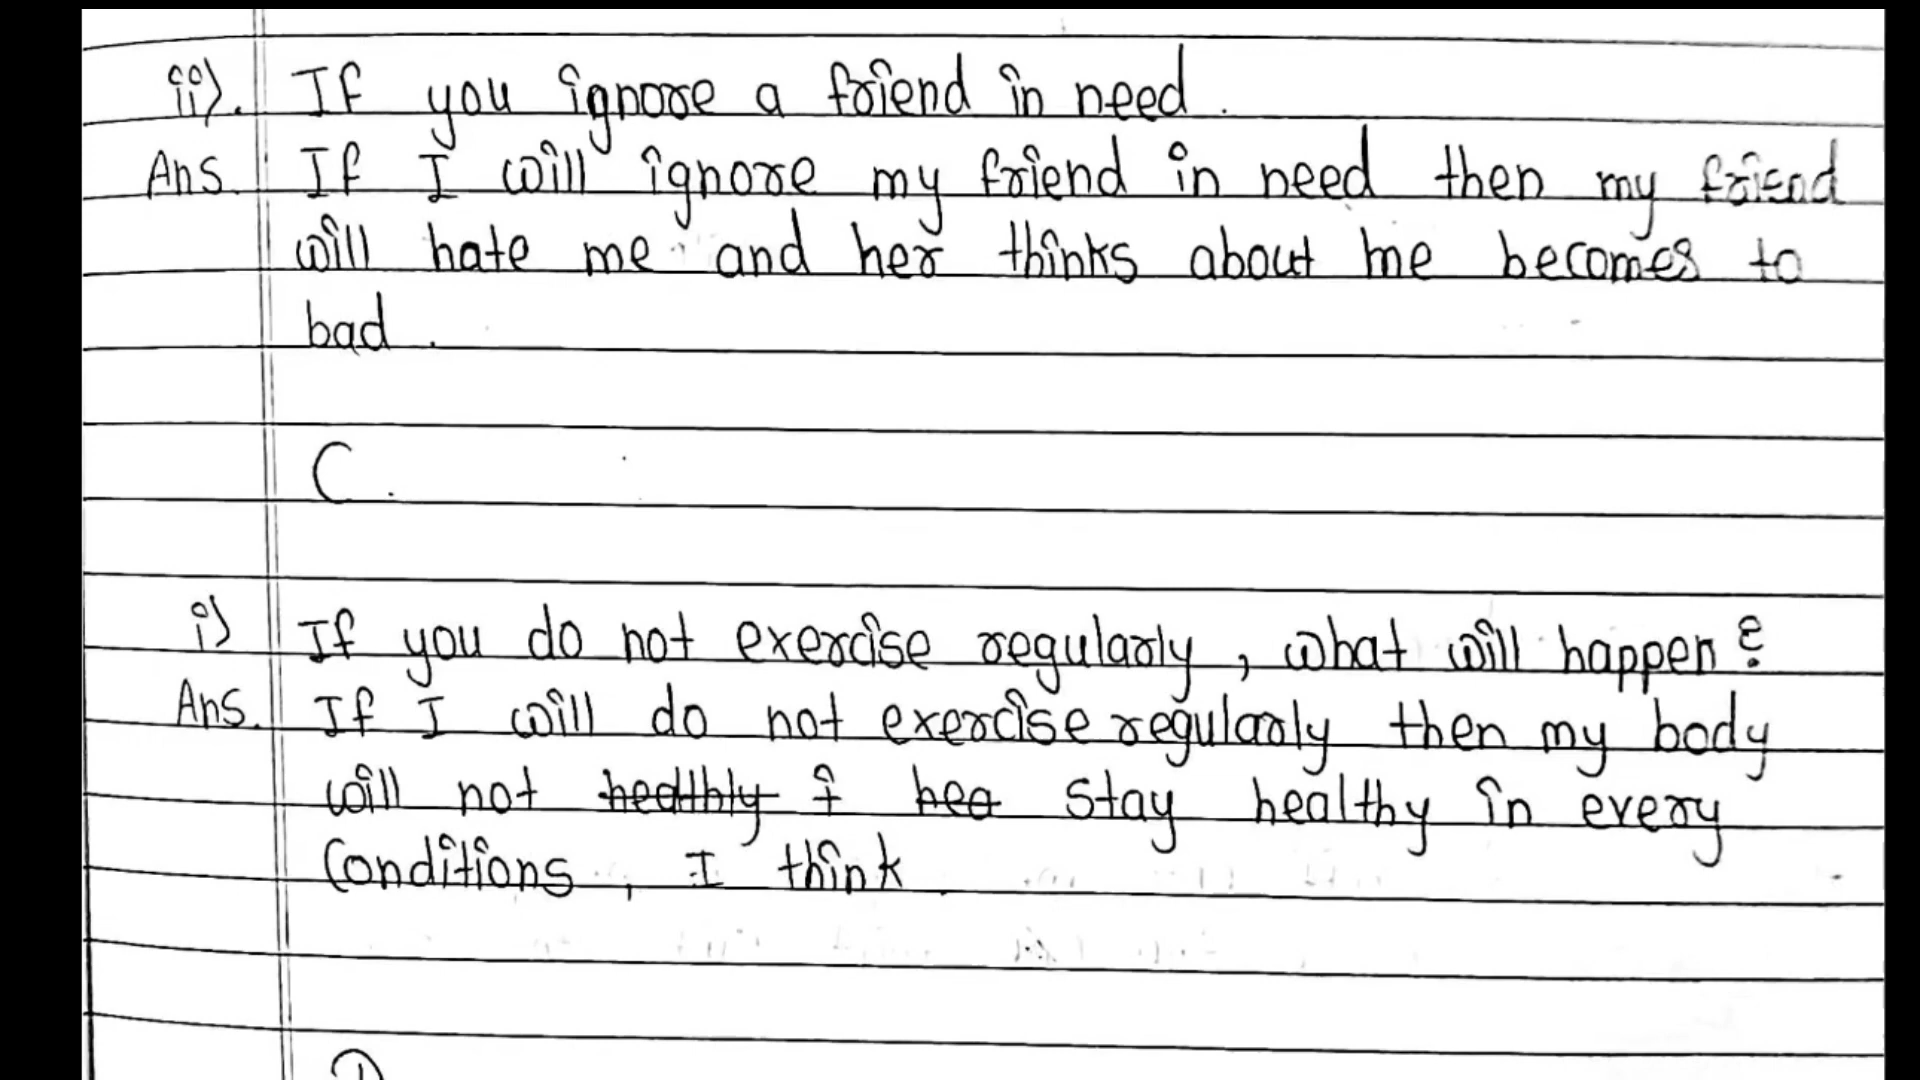 ii). If you ignore a friend in need.
Ans. If I will ignore my friend in need then my friend
will hate me and her thinks about me becomes to
bad.
C.
i) If you do not exercise regularly, what will happen?
Ans. If I will do not exercise regularly then my body
will not healthly I hea stay healthy in every
Conditions, I think.